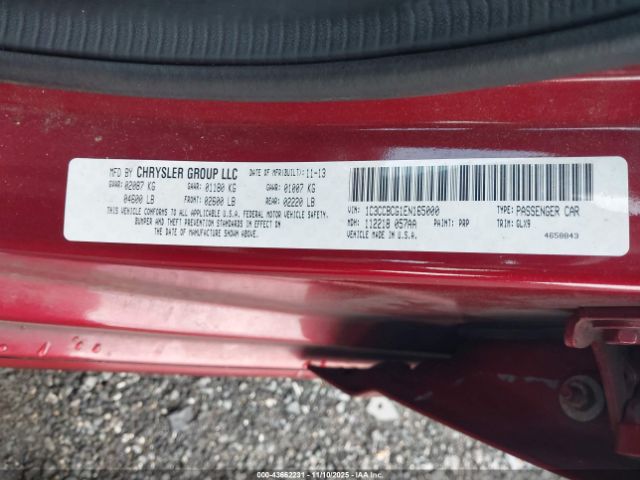 MFD BY CHRYSLER GROUP LLC DATE OF MFR(BUILT): 11-13
GVWR: 02087 KG GAWR: 01180 KG GAWR: 01007 KG
04600 LB FRONT: 02600 LB REAR: 02220 LB
THIS VEHICLE CONFORMS TO ALL APPLICABLE U.S.A. FEDERAL MOTOR VEHICLE SAFETY,
BUMPER AND THEFT PREVENTION STANDARDS IN EFFECT ON
THE DATE OF MANUFACTURE SHOWN ABOVE.
VIN: 1C3CCBCG1EN165000 TYPE: PASSENGER CAR
MDH: 112218 057AA PAINT: PRP TRIM: GLX9
VEHICLE MADE IN U.S.A. 4658843
000-43662231 - 11/10/2025 - IAAI.COM